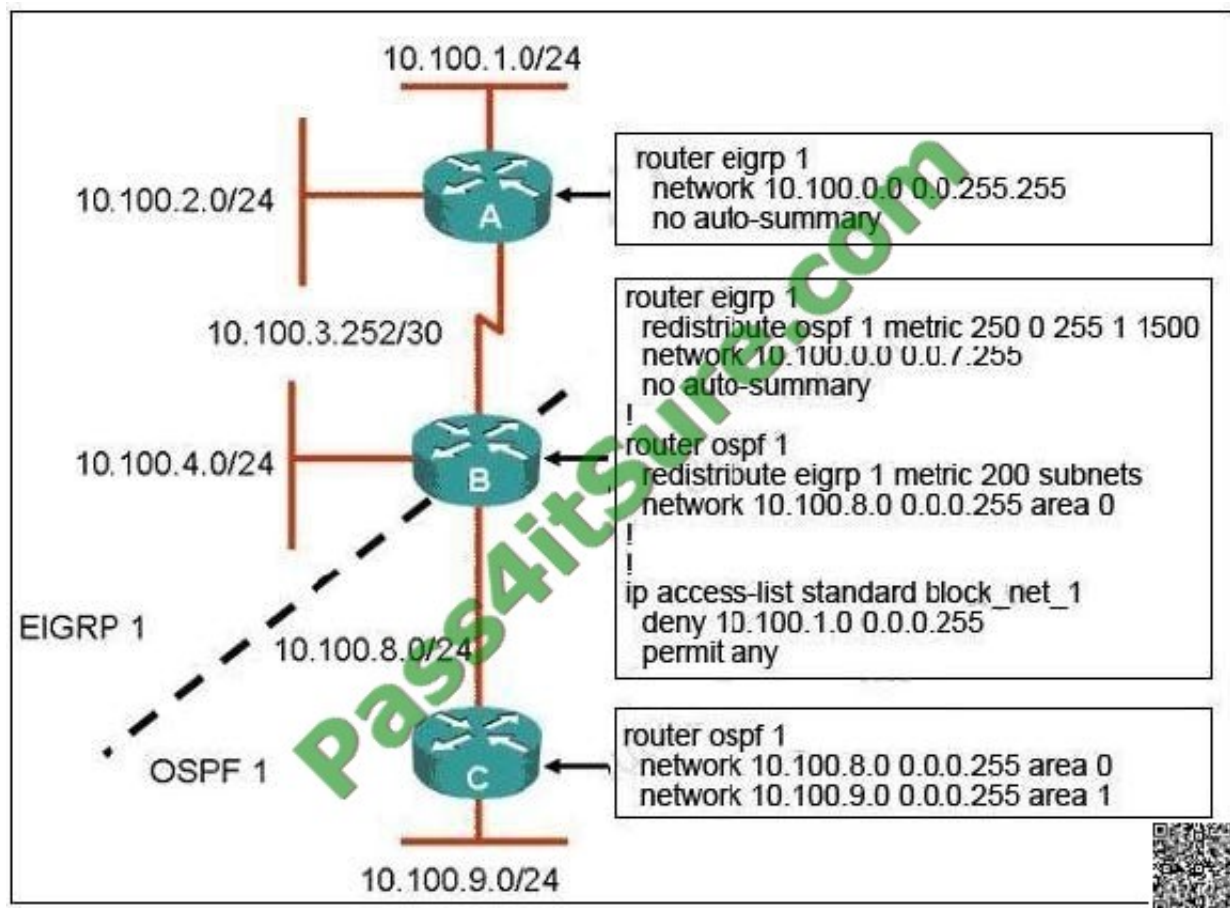 10.100.1.0/24
10.100.2.0/24
A
router eigrp 1
network 10.100.0.0 0.0.255.255
no auto-summary
10.100.3.252/30
10.100.4.0/24
B
router eigrp 1
redistribute ospf 1 metric 250 0 255 1 1500
network 10.100.0.0 0.0.7.255
no auto-summary
!
router ospf 1
redistribute eigrp 1 metric 200 subnets
network 10.100.8.0 0.0.0.255 area 0
!
!
ip access-list standard block_net_1
deny 10.100.1.0 0.0.0.255
permit any
EIGRP 1
10.100.8.0/24
OSPF 1
C
router ospf 1
network 10.100.8.0 0.0.0.255 area 0
network 10.100.9.0 0.0.0.255 area 1
10.100.9.0/24
Pass4itSure.com